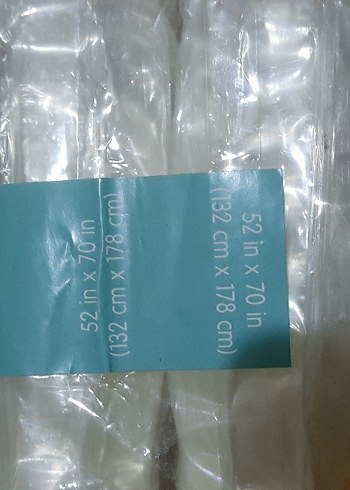 52 in x 70 in
(132 cm x 178 cm)
52 in x 70 in
(132 cm x 178 cm)